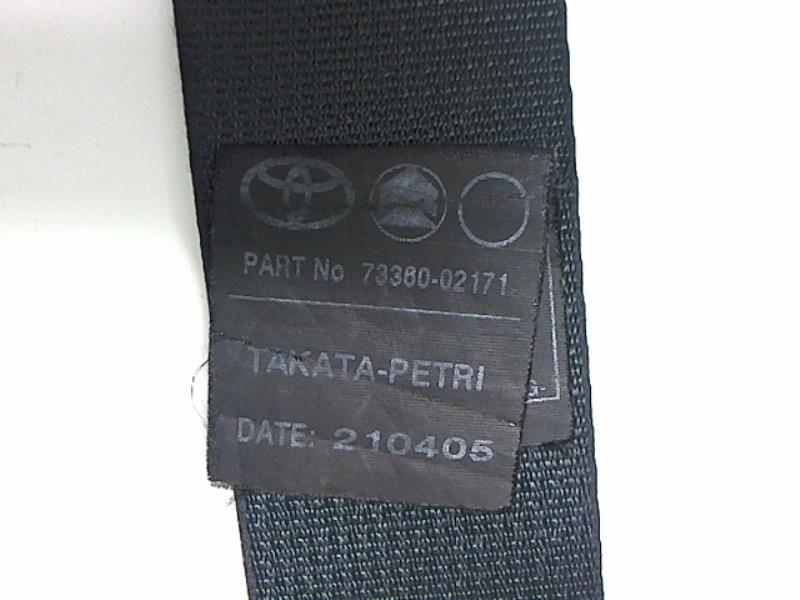 PART No 73360-02171
TAKATA-PETRI
DATE: 210405
G-